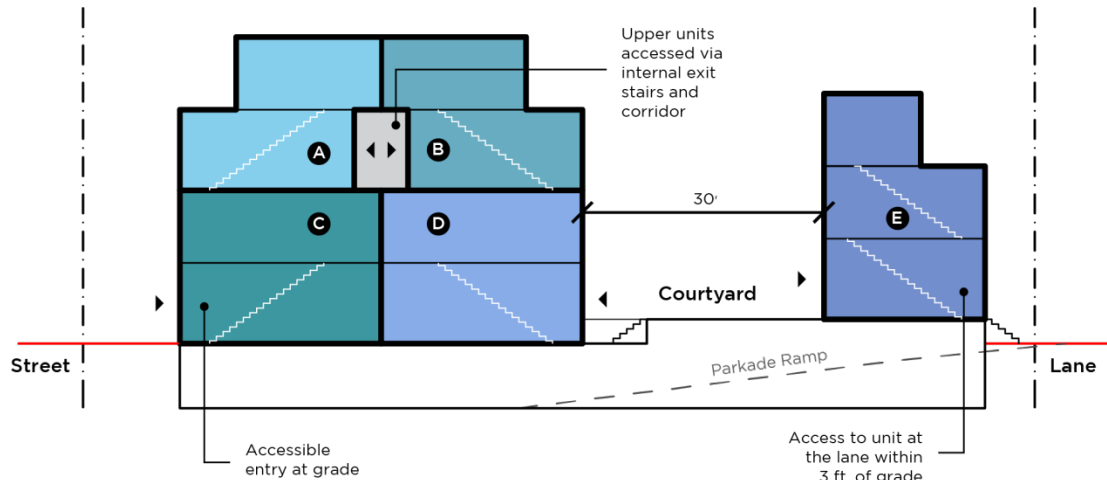 Upper units
accessed via
internal exit
stairs and
corridor
A
B
C
D
E
30'
Courtyard
Street
Lane
Parkade Ramp
Accessible
entry at grade
Access to unit at
the lane within
3 ft. of grade